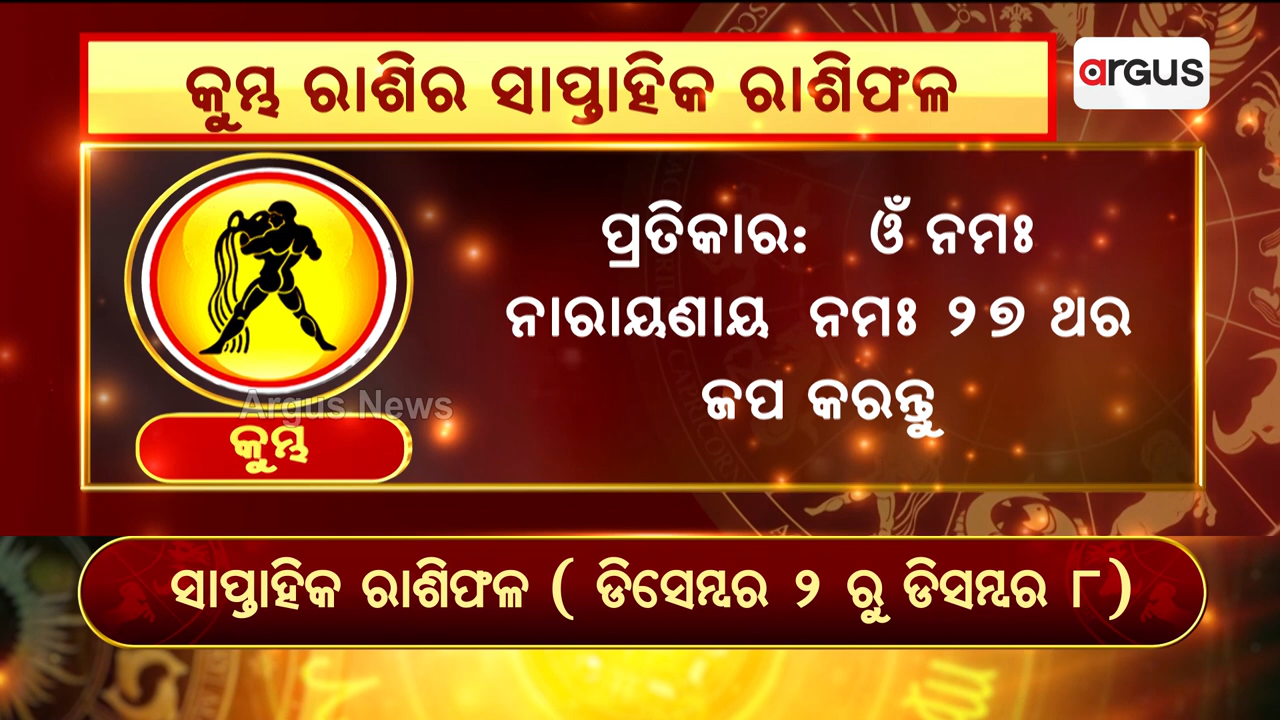 କୁମ୍ଭ ରାଶିର ସାପ୍ତାହିକ ରାଶିଫଳ
argus
ପ୍ରତିକାର: ଓଁ ନମଃ
ନାରାୟଣାୟ ନମଃ ୨୭ ଥର
ଜପ କରନ୍ତୁ
Argus News
କୁମ୍ଭ
ସାପ୍ତାହିକ ରାଶିଫଳ ( ଡିସେମ୍ବର ୨ ରୁ ଡିସମ୍ବର ୮ )